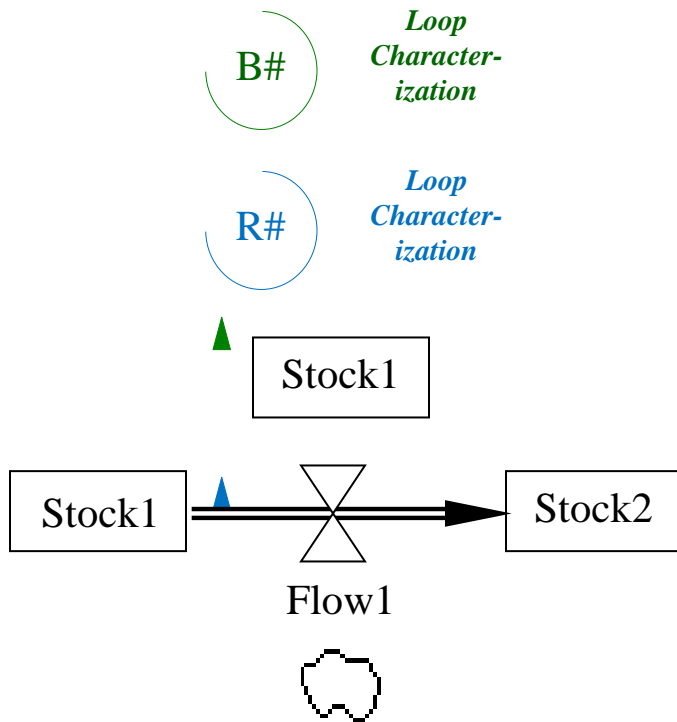 B#
Loop
Character-
ization
R#
Loop
Character-
ization
Stock1
Stock1
Stock2
Flow1